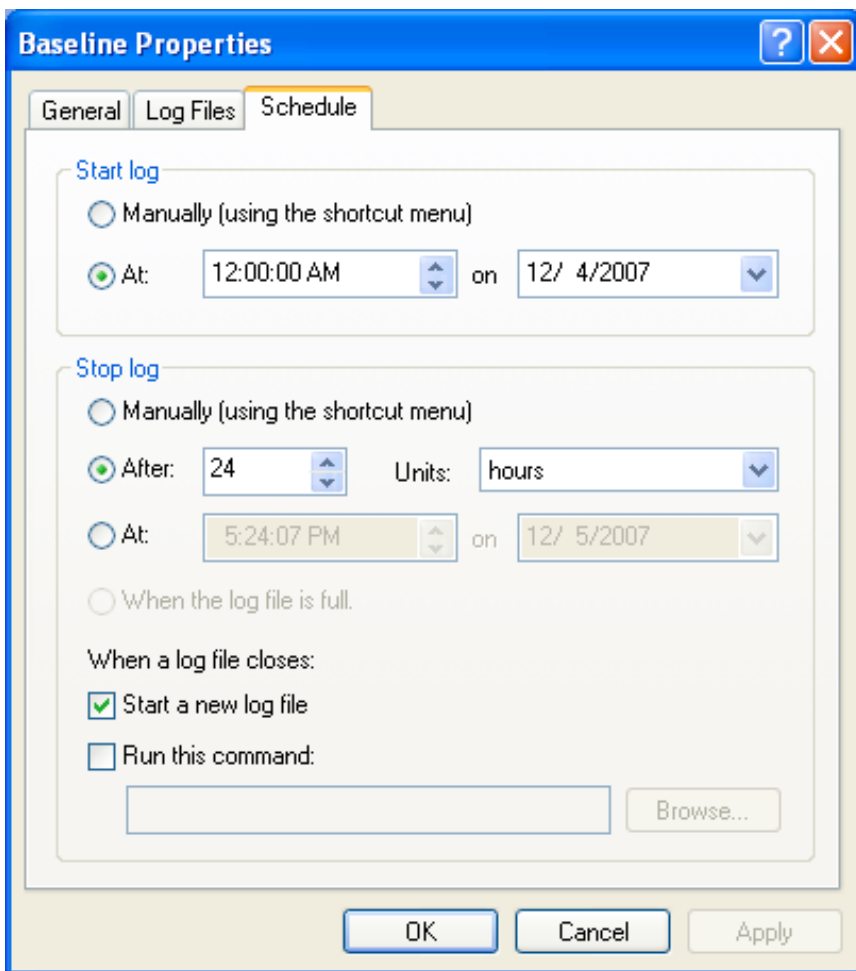 Baseline Properties
General Log Files Schedule
Start log
Manually (using the shortcut menu)
At: 12:00:00 AM on 12/ 4/2007
Stop log
Manually (using the shortcut menu)
After: 24 Units: hours
At: 5:24:07 PM on 12/ 5/2007
When the log file is full.
When a log file closes:
Start a new log file
Run this command:
Browse...
OK Cancel Apply